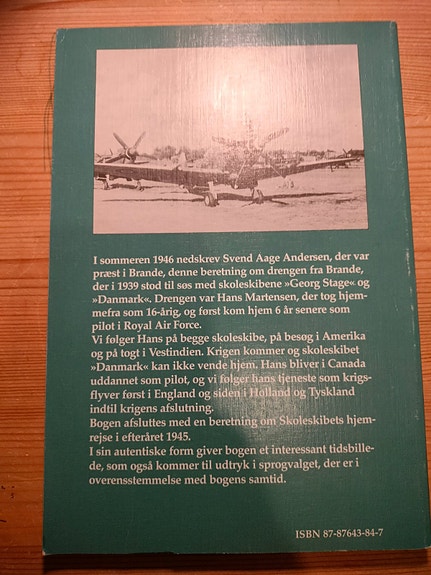 I sommeren 1946 nedskrev Svend Aage Andersen, der var
præst i Brande, denne beretning om drengen fra Brande,
der i 1939 stod til søs med skoleskibene »Georg Stage« og
»Danmark«. Drengen var Hans Martensen, der tog hjem-
mefra som 16-årig, og først kom hjem 6 år senere som
pilot i Royal Air Force.
Vi følger Hans på begge skoleskibe, på besøg i Amerika
og på togt i Vestindien. Krigen kommer og skoleskibet
»Danmark« kan ikke vende hjem. Hans bliver i Canada
uddannet som pilot, og vi følger hans tjeneste som krigs-
flyver først i England og siden i Holland og Tyskland
indtil krigens afslutning.
Bogen afsluttes med en beretning om Skoleskibets hjem-
rejse i efteråret 1945.
I sin autentiske form giver bogen et interessant tidsbille-
de, som også kommer til udtryk i sprogvalget, der er i
overensstemmelse med bogens samtid.
ISBN 87-87643-84-7